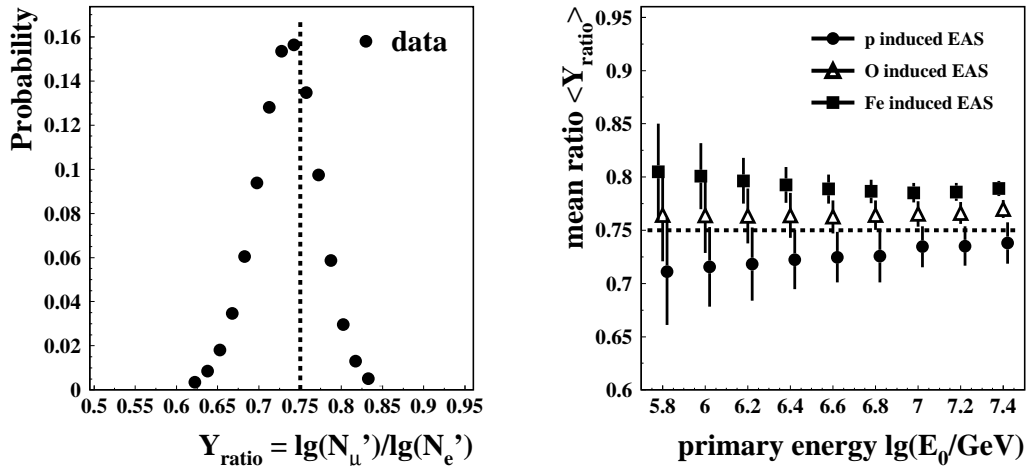 Probability
0.16
0.14
0.12
0.1
0.08
0.06
0.04
0.02
0
data
0.5 0.55 0.6 0.65 0.7 0.75 0.8 0.85 0.9 0.95
Y_ratio = lg(N_μ’)/lg(N_e’)
mean ratio <Y_ratio>
0.95
0.9
0.85
0.8
0.75
0.7
0.65
0.6
p induced EAS
O induced EAS
Fe induced EAS
5.8 6 6.2 6.4 6.6 6.8 7 7.2 7.4
primary energy lg(E_0/GeV)